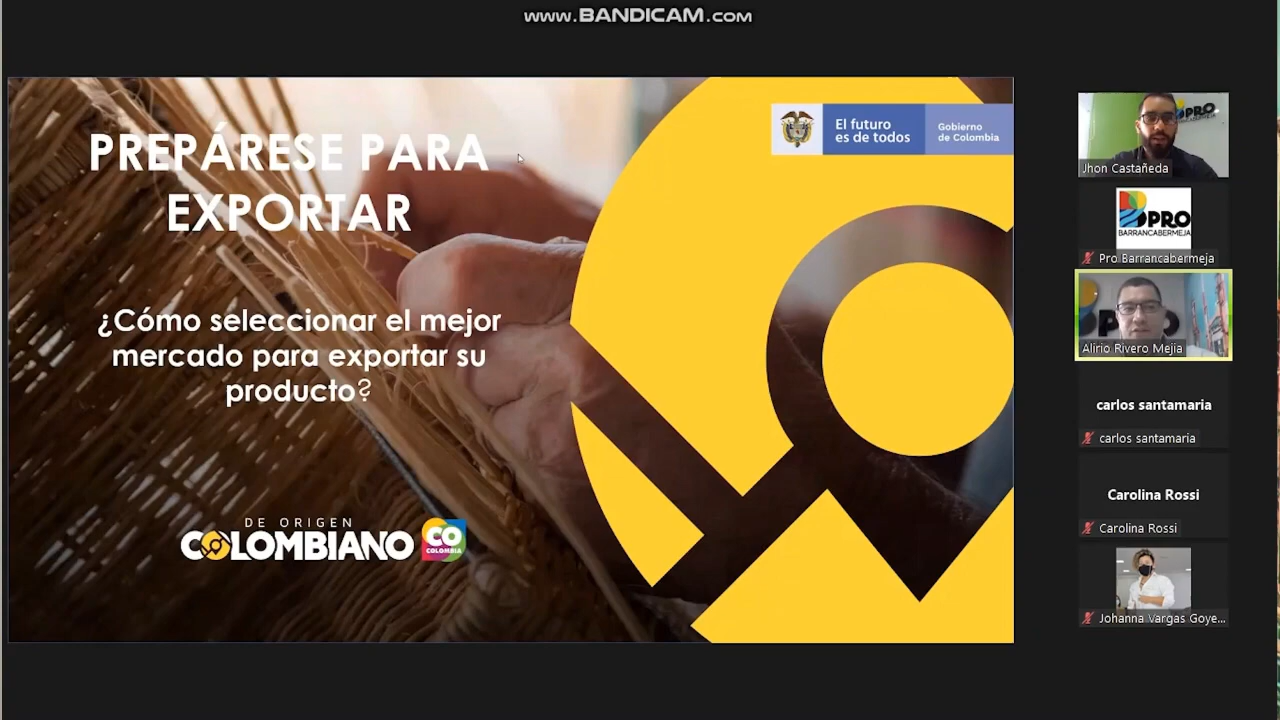 www.BANDICAM.com
PREPÁRESE PARA
EXPORTAR
¿Cómo seleccionar el mejor
mercado para exportar su
producto?
DE ORIGEN
COLOMBIANO
CO
COLOMBIA
El futuro
es de todos
Gobierno
de Colombia
PRO
Jhon Castañeda
PRO
BARRANCABERMEJA
Pro Barrancabermeja
PRO
Alirio Rivero Mejia
carlos santamaria
carlos santamaria
Carolina Rossi
Carolina Rossi
Johanna Vargas Goye...